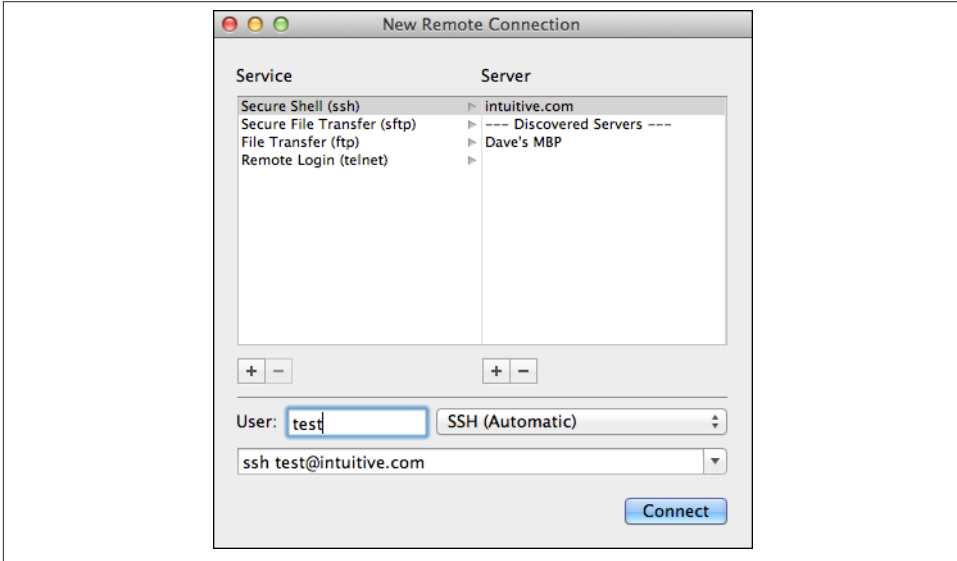 New Remote Connection
Service Server
Secure Shell (ssh) intuitive.com
Secure File Transfer (sftp) --- Discovered Servers ---
File Transfer (ftp) Dave's MBP
Remote Login (telnet)
+ − + −
User: test SSH (Automatic)
ssh test@intuitive.com
Connect